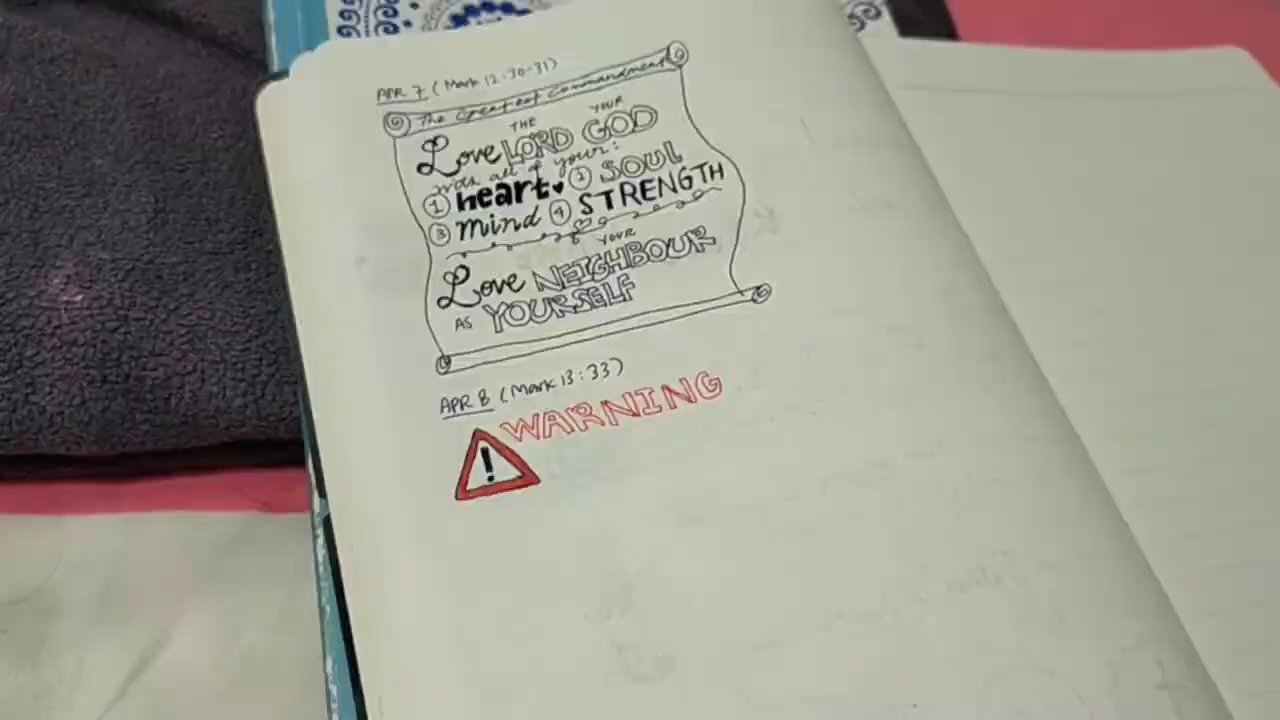 APR 7 (Mark 12:30-31)
The Greatest Commandment
Love THE LORD YOUR GOD
with all of your:
① heart ② SOUL
③ mind ④ STRENGTH
Love YOUR NEIGHBOUR
AS YOURSELF
APR 8 (Mark 13:33)
WARNING
!